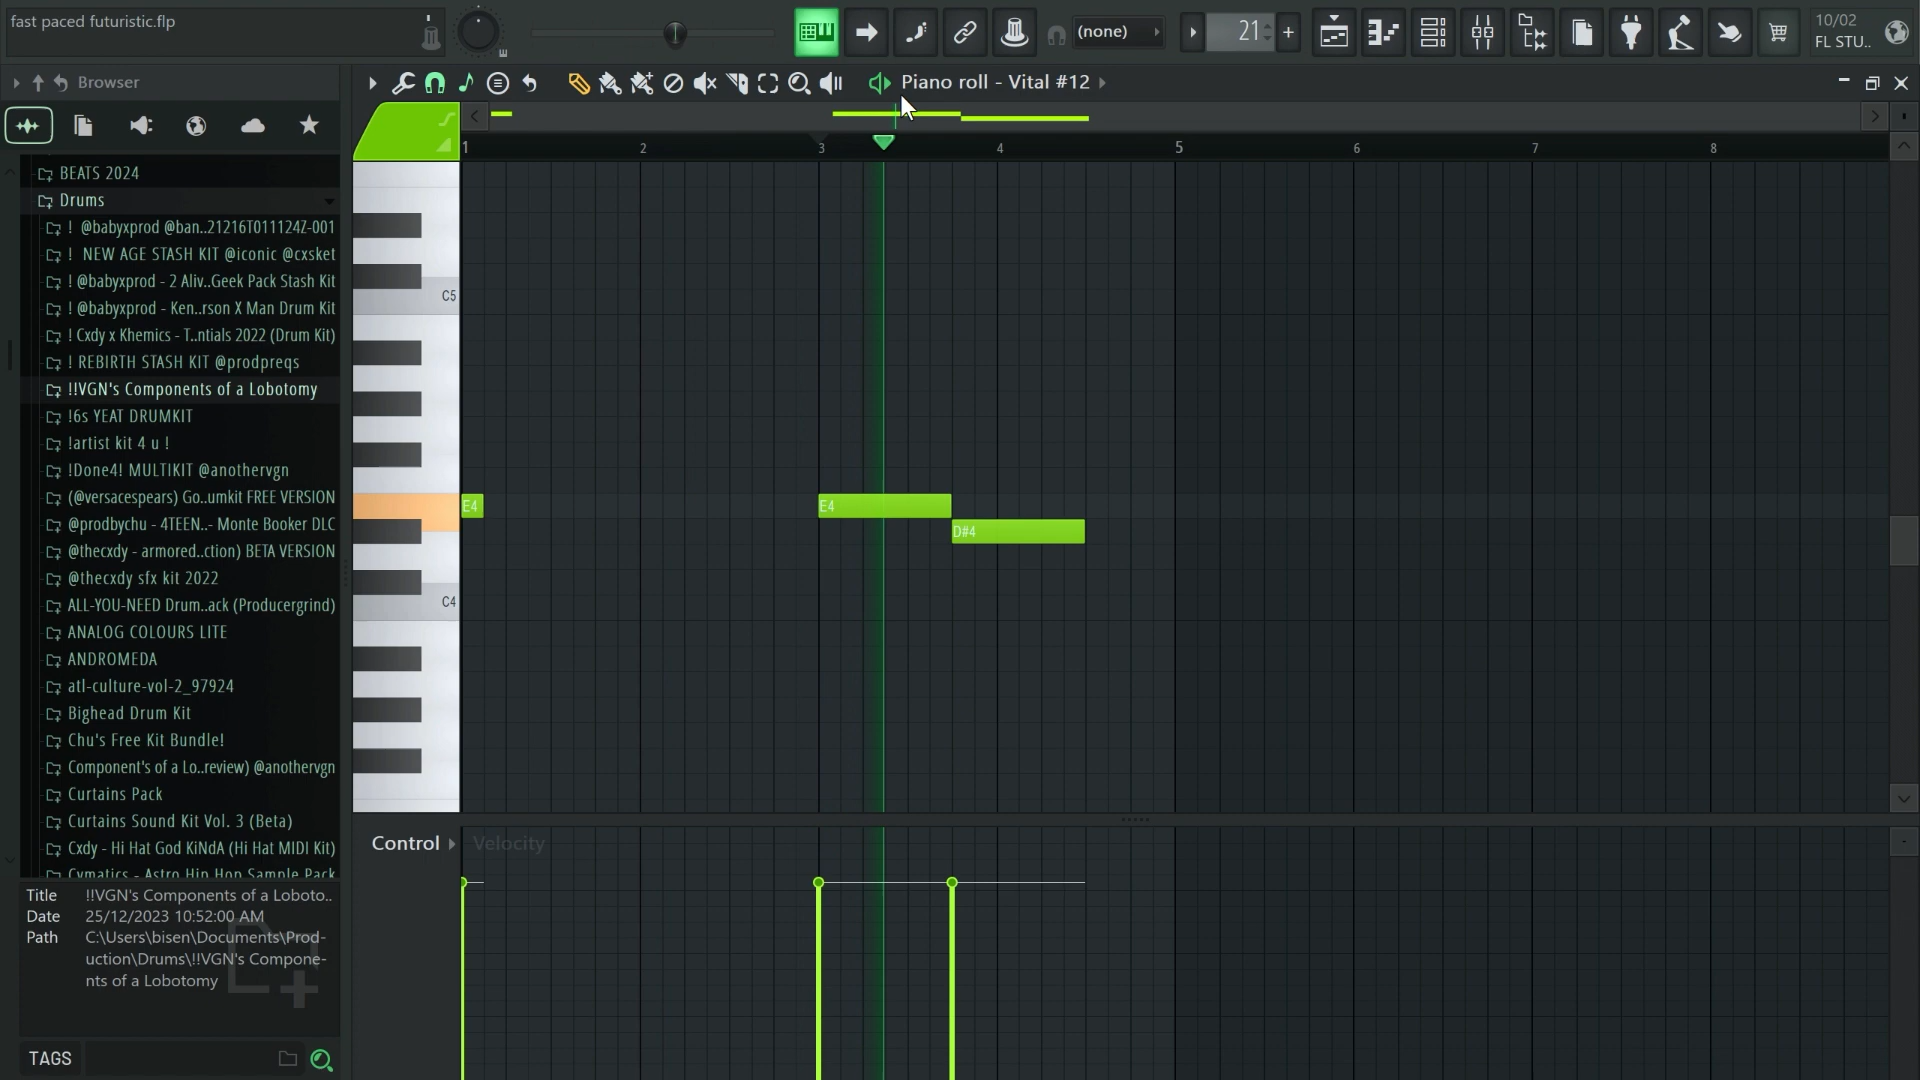 fast paced futuristic.flp
(none)
21
10/02
FL STU..
Browser
Piano roll - Vital #12
1 2 3 4 5 6 7 8
BEATS 2024
Drums
! @babyxprod @ban..21216T011124Z-001
! NEW AGE STASH KIT @iconic @cxsket
! @babyxprod - 2 Aliv..Geek Pack Stash Kit
! @babyxprod - Ken..rson X Man Drum Kit
! Cxdy x Khemics - T..ntials 2022 (Drum Kit)
! REBIRTH STASH KIT @prodpreqs
!!VGN's Components of a Lobotomy
!6s YEAT DRUMKIT
!artist kit 4 u !
!Done4! MULTIKIT @anothervgn
(@versacespears) Go..umkit FREE VERSION
@prodbychu - 4TEEN..- Monte Booker DLC
@thecxdy - armored..ction) BETA VERSION
@thecxdy sfx kit 2022
ALL-YOU-NEED Drum..ack (Producergrind)
ANALOG COLOURS LITE
ANDROMEDA
atl-culture-vol-2_97924
Bighead Drum Kit
Chu's Free Kit Bundle!
Component's of a Lo..review) @anothervgn
Curtains Pack
Curtains Sound Kit Vol. 3 (Beta)
Cxdy - Hi Hat God KiNdA (Hi Hat MIDI Kit)
Cymatics - Astro Hip Hop Sample Pack
C5
E4
E4
D#4
C4
Control
Velocity
Title !!VGN's Components of a Loboto..
Date 25/12/2023 10:52:00 AM
Path C:\Users\bisen\Documents\Prod-
uction\Drums\!!VGN's Compone-
nts of a Lobotomy
TAGS